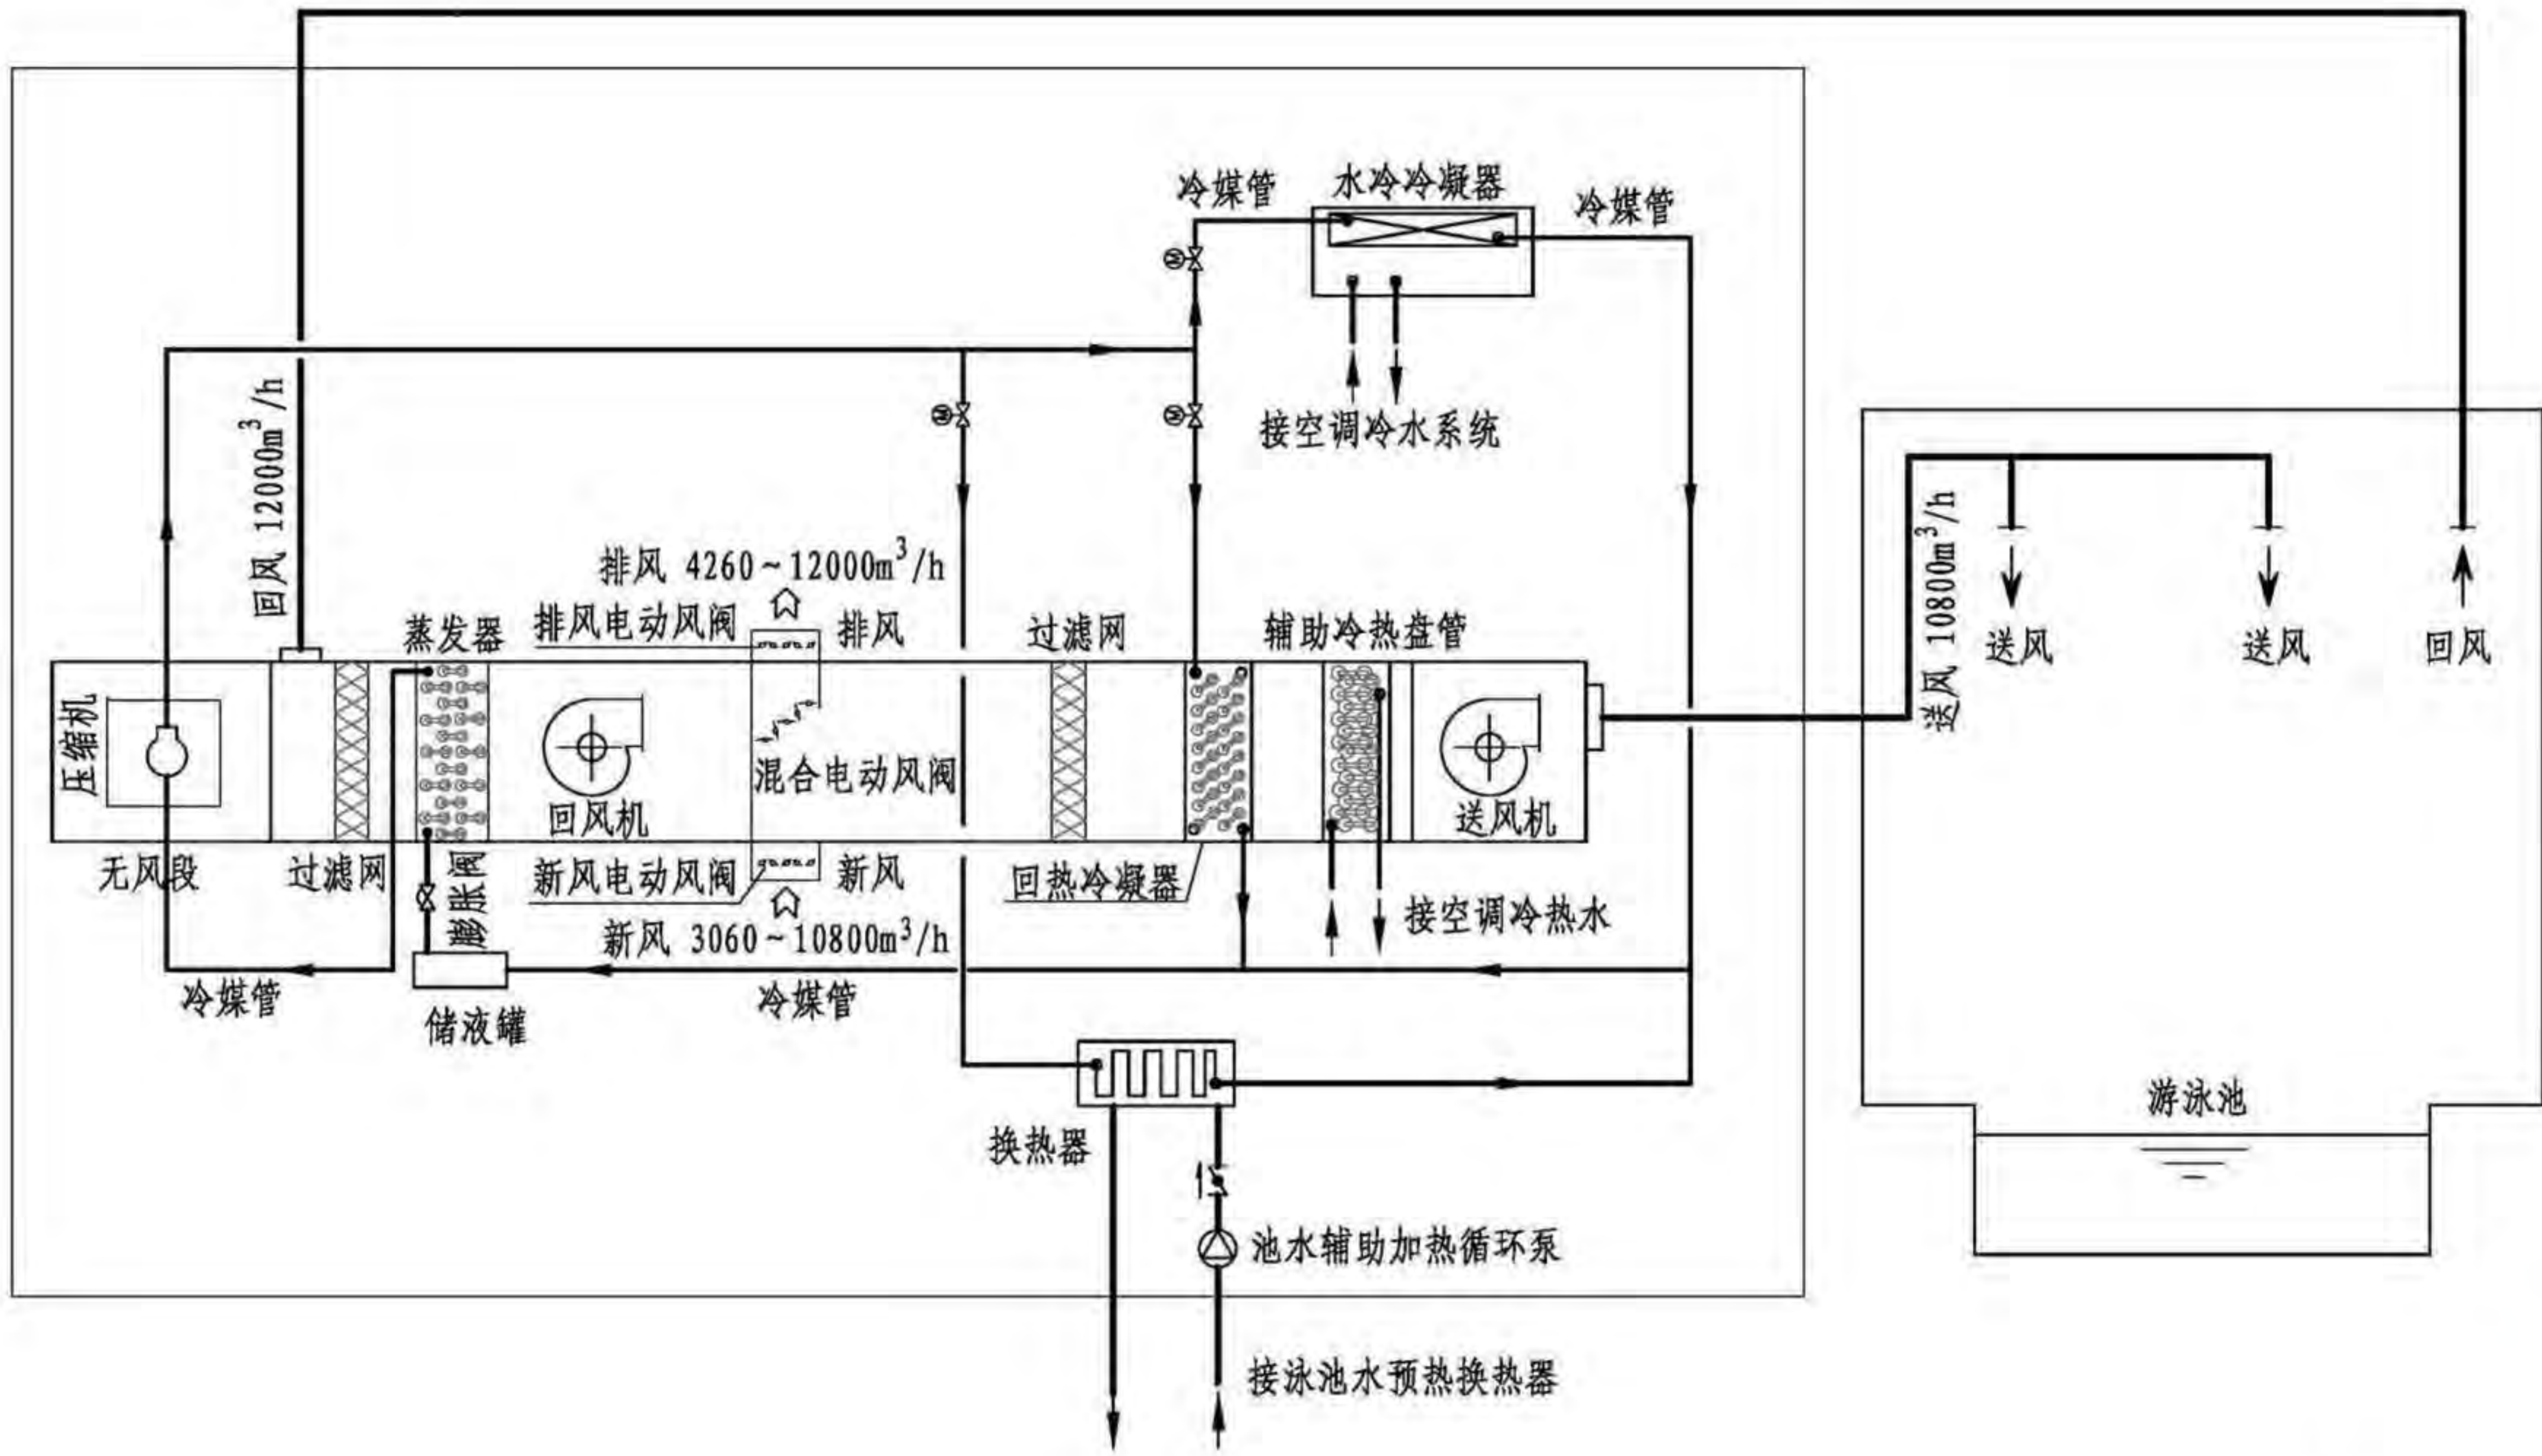 冷媒管
水冷冷凝器
冷媒管
回风 12000m³/h
接空调冷水系统
排风 4260~12000m³/h
蒸发器
排风电动风阀
排风
过滤网
辅助冷热盘管
送风 10800m³/h
送风
送风
回风
压缩机
混合电动风阀
回风机
送风机
无风段
过滤网
膨胀阀
新风电动风阀
新风
回热冷凝器
接空调冷热水
新风 3060~10800m³/h
冷媒管
储液罐
冷媒管
游泳池
换热器
池水辅助加热循环泵
接泳池水预热换热器
M
M
M